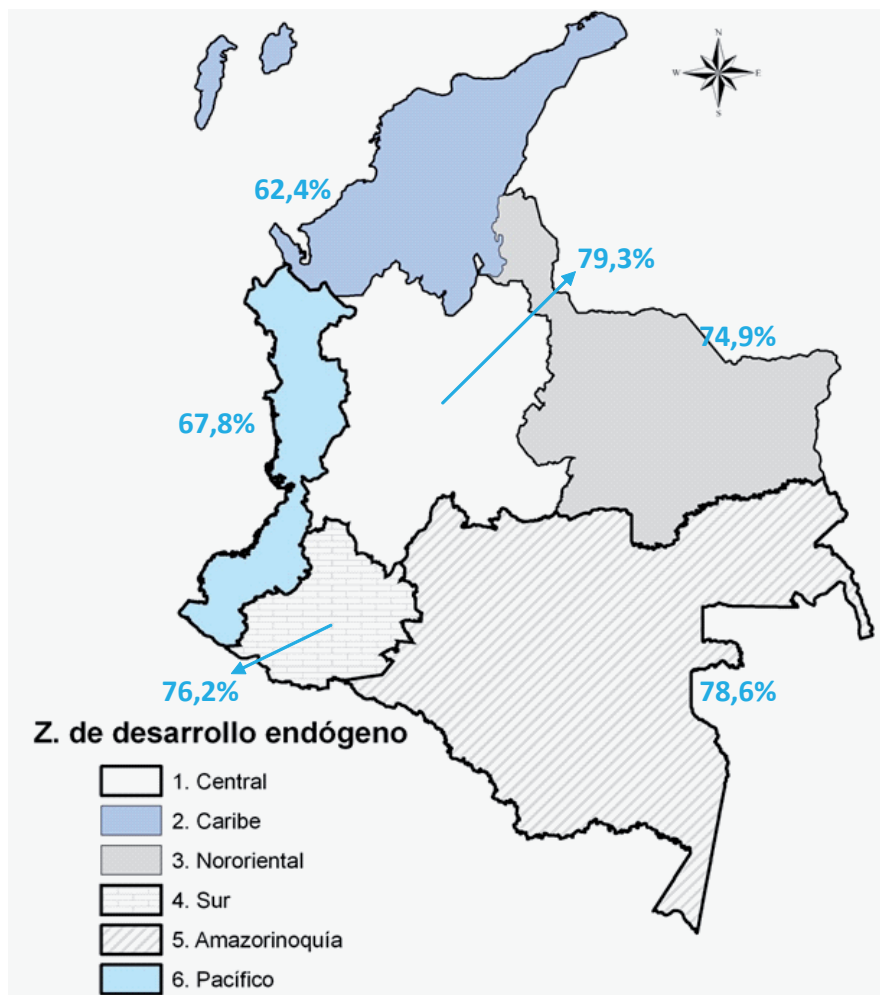 N
W
E
S
62,4%
79,3%
74,9%
67,8%
76,2%
78,6%
Z. de desarrollo endógeno
1. Central
2. Caribe
3. Nororiental
4. Sur
5. Amazorinoquía
6. Pacífico